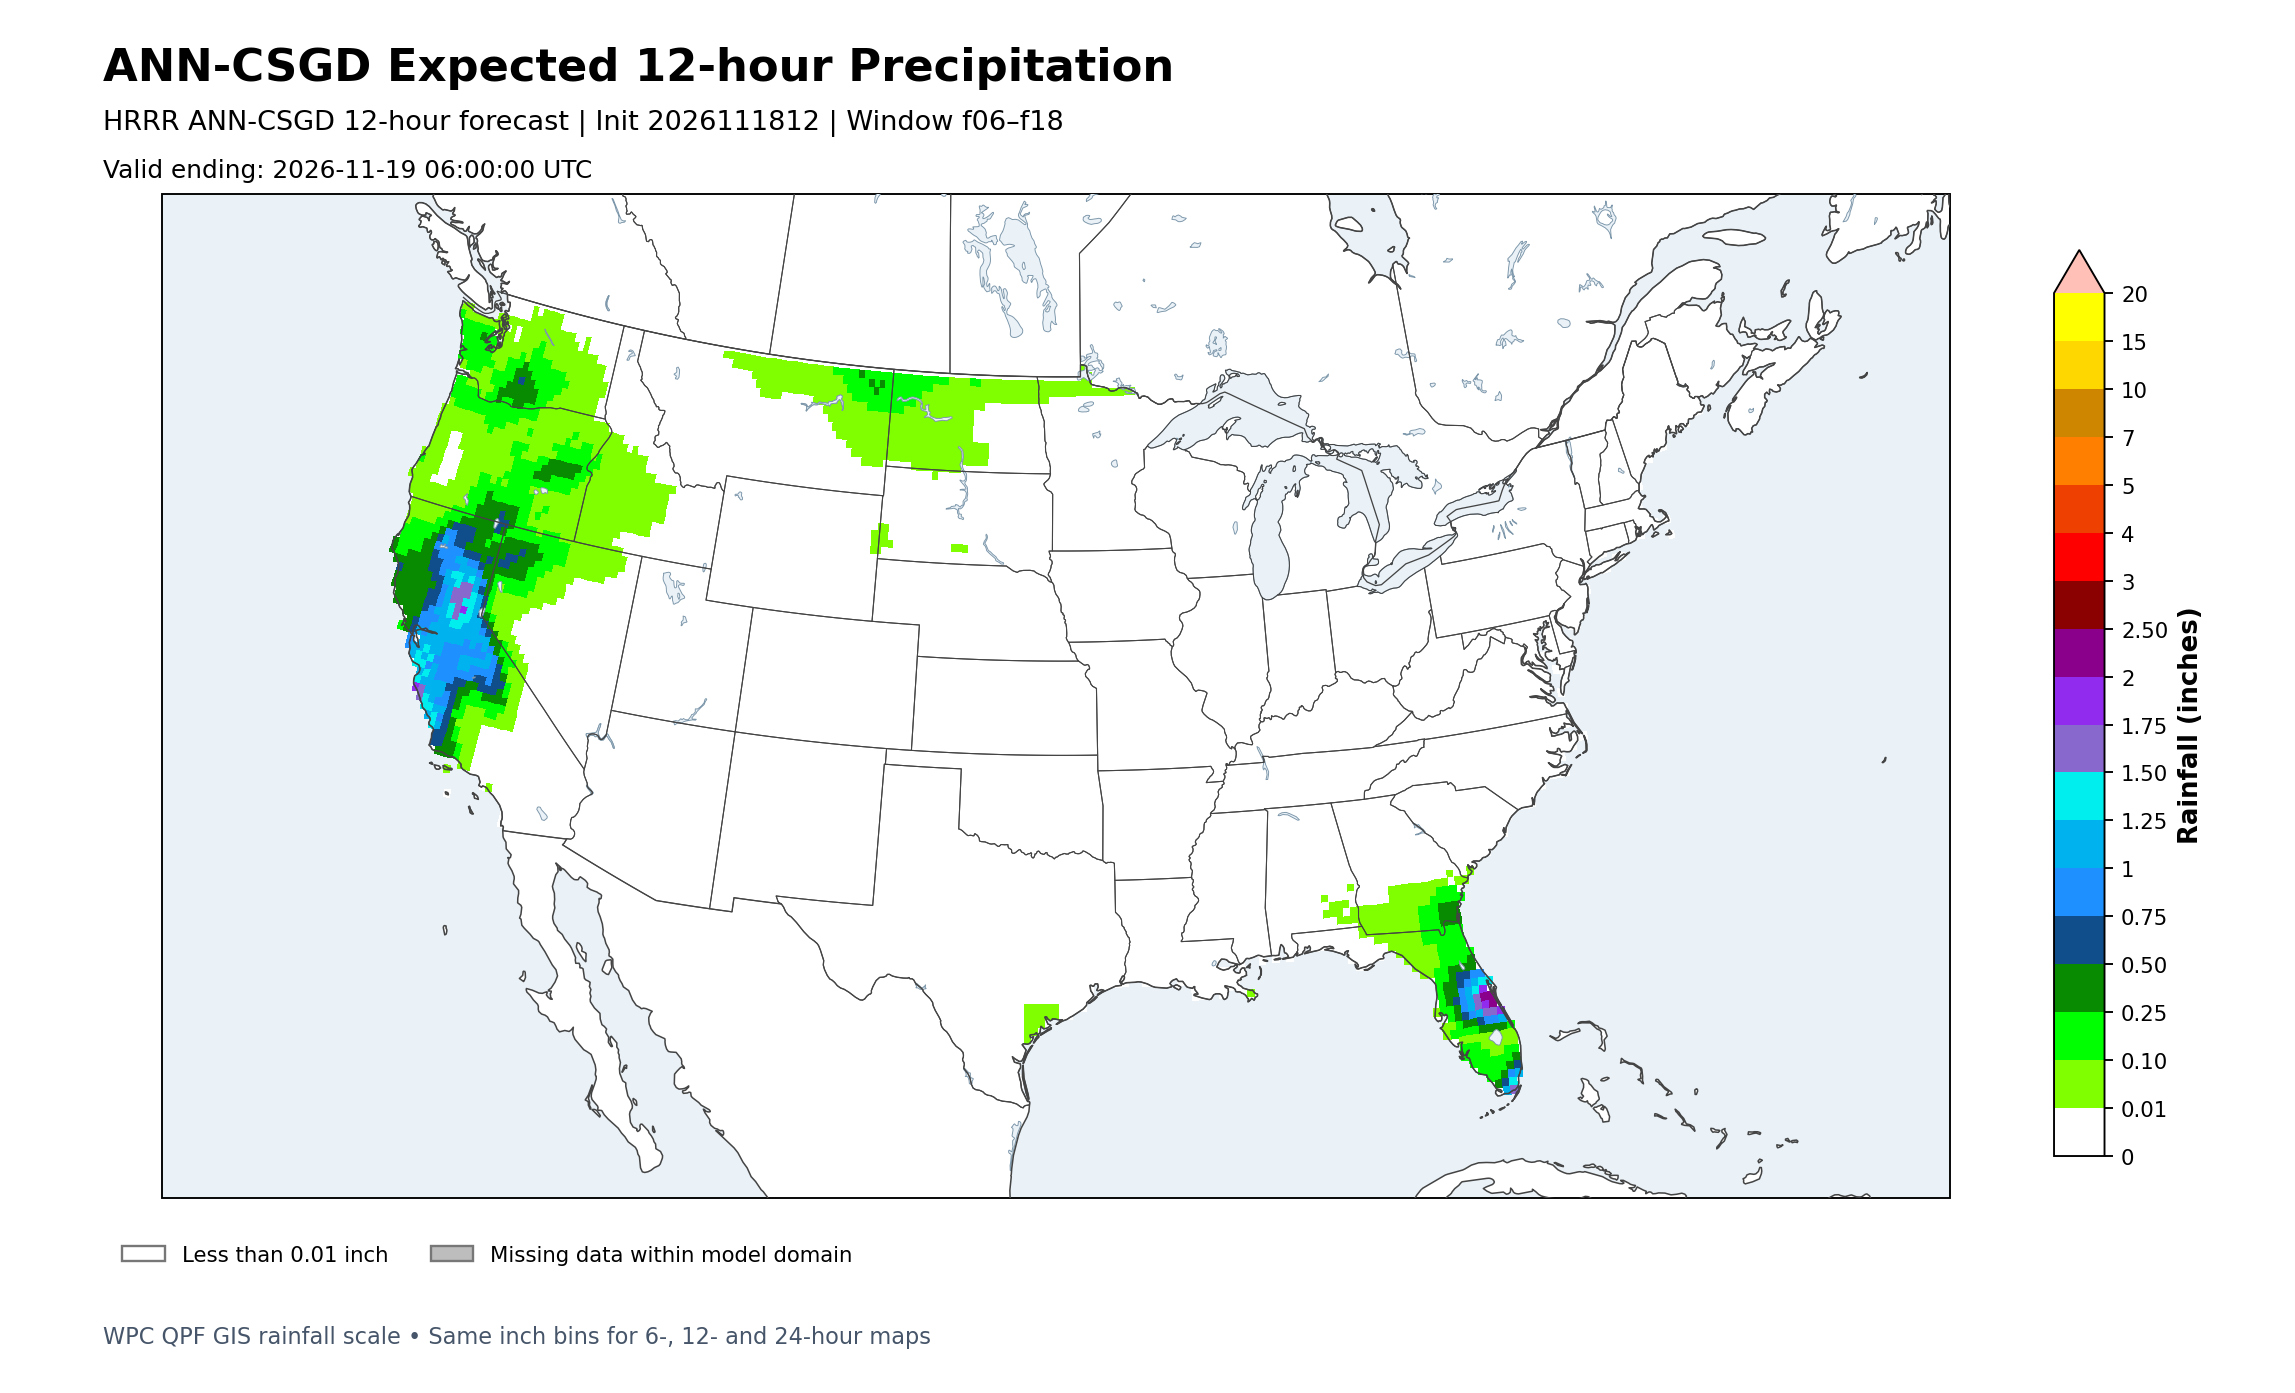 ANN-CSGD Expected 12-hour Precipitation
HRRR ANN-CSGD 12-hour forecast | Init 2026111812 | Window f06–f18
Valid ending: 2026-11-19 06:00:00 UTC
20
15
10
7
5
4
3
2.50
2
1.75
1.50
1.25
1
0.75
0.50
0.25
0.10
0.01
0
Rainfall (inches)
Less than 0.01 inch
Missing data within model domain
WPC QPF GIS rainfall scale • Same inch bins for 6-, 12- and 24-hour maps